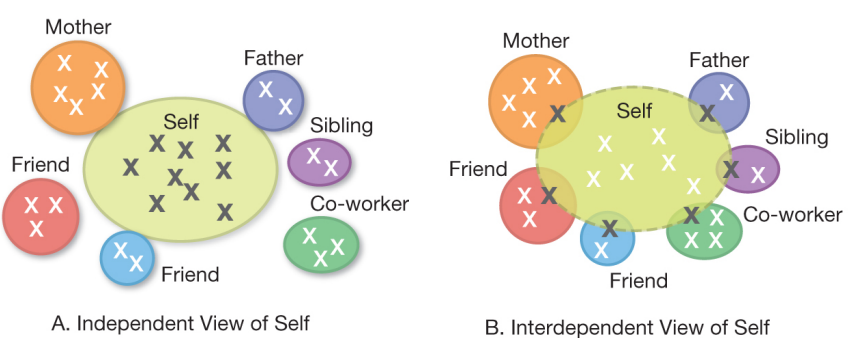 Mother
X X X X X
Father
X X
Self
X X X X X X X X X
Sibling
X X
Friend
X X X
Co-worker
X X X
X X
Friend
A. Independent View of Self
Mother
X X X X X
Father
X X
Self
X X X X X X
Sibling
X X
Friend
X X X
Co-worker
X X X X
X X
Friend
B. Interdependent View of Self